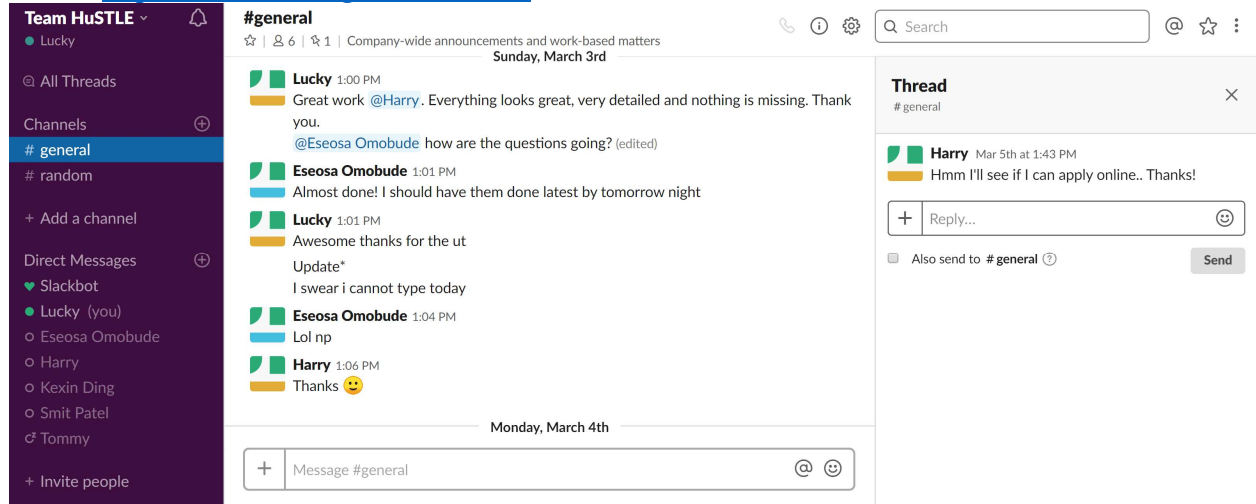 Team HuSTLE
Lucky
All Threads
Channels
# general
# random
+ Add a channel
Direct Messages
Slackbot
Lucky (you)
Eseosa Omobude
Harry
Kexin Ding
Smit Patel
Tommy
+ Invite people
#general
6 | 1 | Company-wide announcements and work-based matters
Search
Sunday, March 3rd
Lucky 1:00 PM
Great work @Harry. Everything looks great, very detailed and nothing is missing. Thank
you.
@Eseosa Omobude how are the questions going? (edited)
Eseosa Omobude 1:01 PM
Almost done! I should have them done latest by tomorrow night
Lucky 1:01 PM
Awesome thanks for the ut
Update*
I swear i cannot type today
Eseosa Omobude 1:04 PM
Lol np
Harry 1:06 PM
Thanks 🙂
Monday, March 4th
+ Message #general
Thread
# general
Harry Mar 5th at 1:43 PM
Hmm I'll see if I can apply online.. Thanks!
+ Reply...
Also send to # general
Send